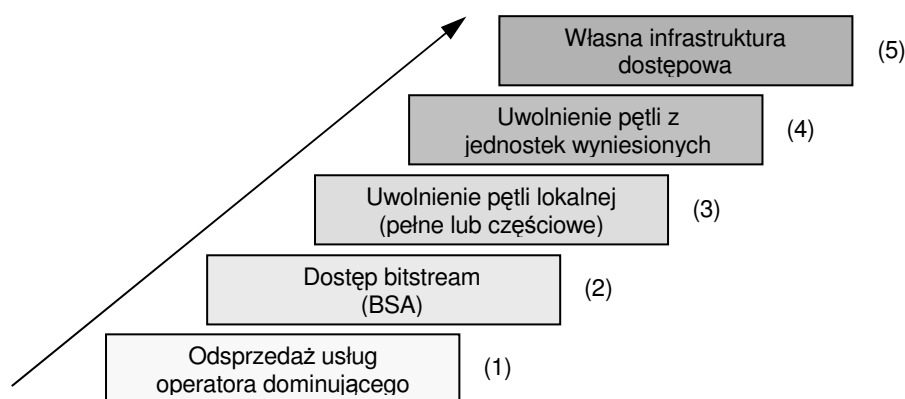 Własna infrastruktura
dostępowa
(5)
Uwolnienie pętli z
jednostek wyniesionych
(4)
Uwolnienie pętli lokalnej
(pełne lub częściowe)
(3)
Dostęp bitstream
(BSA)
(2)
Odsprzedaż usług
operatora dominującego
(1)